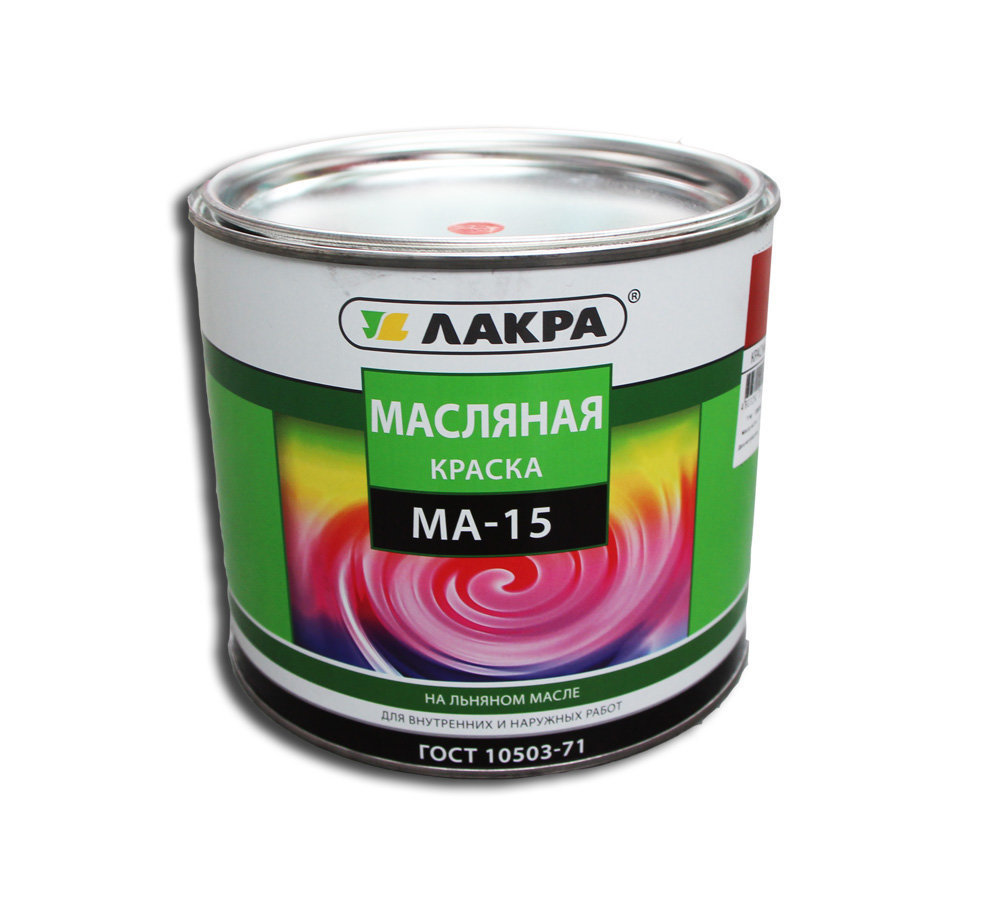 ЛАКРА®
МАСЛЯНАЯ
КРАСКА
МА-15
НА ЛЬНЯНОМ МАСЛЕ
ДЛЯ ВНУТРЕННИХ И НАРУЖНЫХ РАБОТ
ГОСТ 10503-71